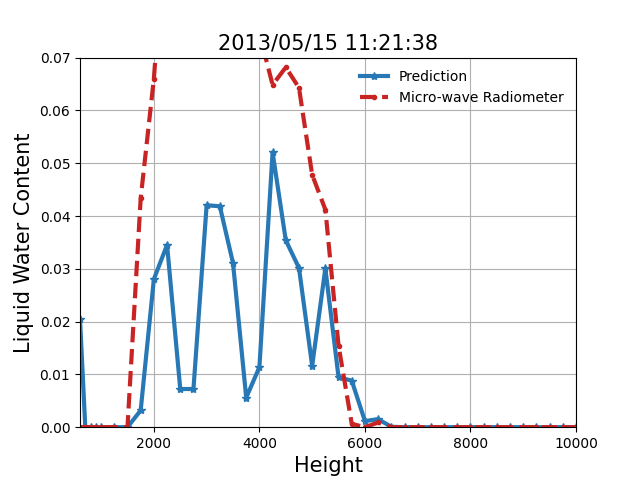 2013/05/15 11:21:38
Prediction
Micro-wave Radiometer
Liquid Water Content
0.07
0.06
0.05
0.04
0.03
0.02
0.01
0.00
2000 4000 6000 8000 10000
Height